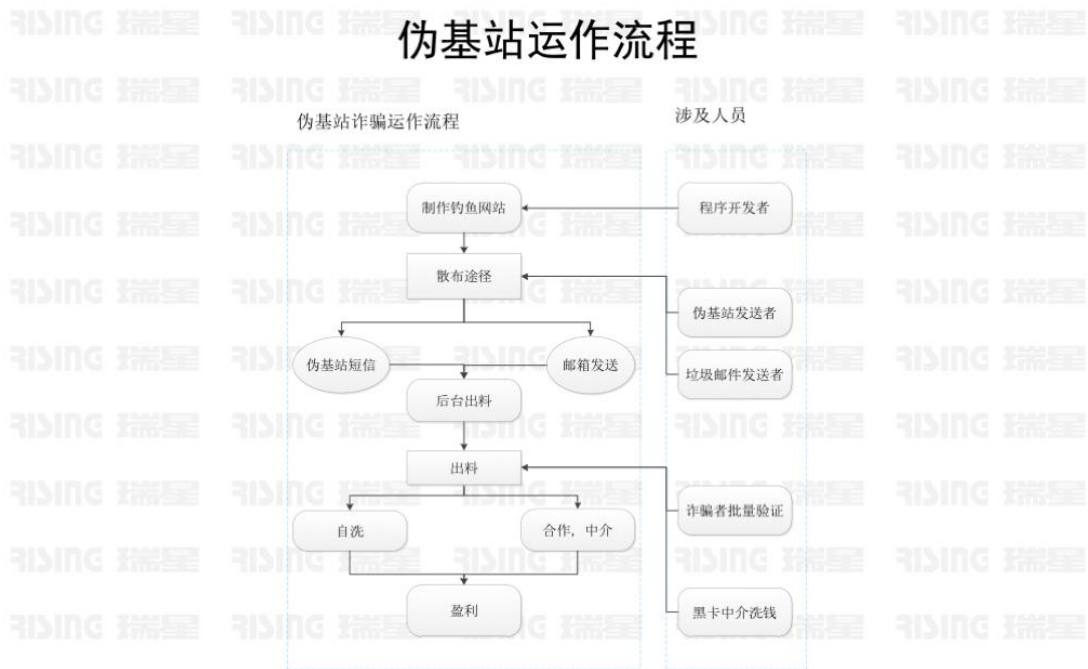 伪基站运作流程
伪基站诈骗运作流程
涉及人员
制作钓鱼网站
程序开发者
散布途径
伪基站发送者
伪基站短信
邮箱发送
垃圾邮件发送者
后台出料
出料
诈骗者批量验证
自洗
合作，中介
盈利
黑卡中介洗钱
RISING 瑞星